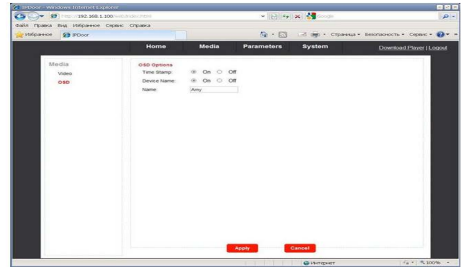 IPDoor - Windows Internet Explorer
192.168.1.100
Google
Файл Правка Вид Избранное Сервис Справка
Избранное IPDoor
Страница Безопасность Сервис
Home Media Parameters System
Download Player | Logout
Media
Video
OSD
OSD Options
Time Stamp: On Off
Device Name: On Off
Name Amy
Apply Cancel
Интернет 100%